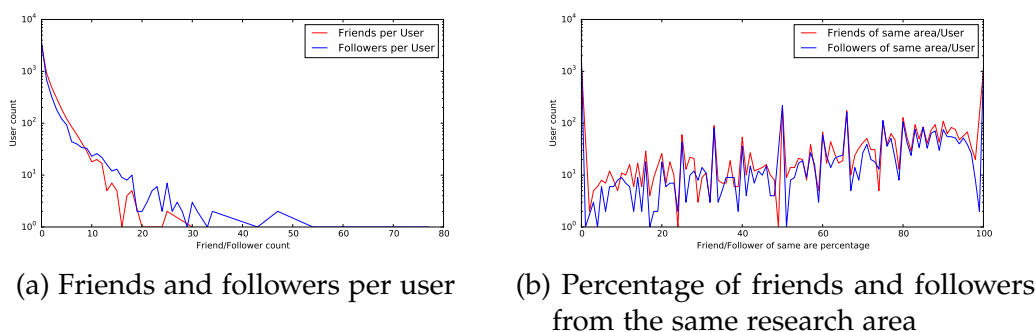 10^4
10^3
10^2
10^1
10^0
User count
0 10 20 30 40 50 60 70 80
Friend/Follower count
Friends per User
Followers per User
(a) Friends and followers per user
10^4
10^3
10^2
10^1
10^0
User count
0 20 40 60 80 100
Friend/Follower of same are percentage
Friends of same area/User
Followers of same area/User
(b) Percentage of friends and followers
from the same research area